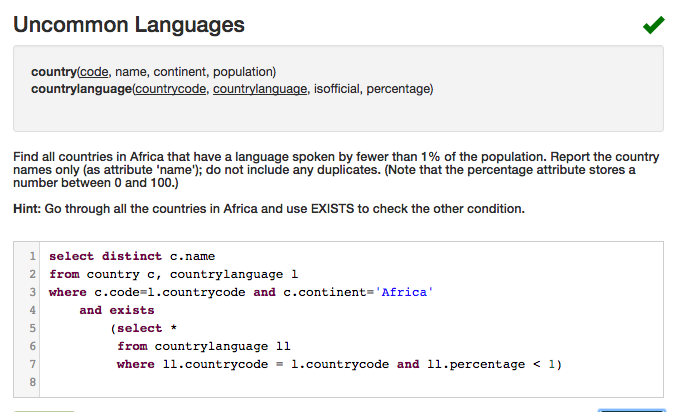 Uncommon Languages
country(code, name, continent, population)
countrylanguage(countrycode, countrylanguage, isofficial, percentage)
Find all countries in Africa that have a language spoken by fewer than 1% of the population. Report the country
names only (as attribute 'name'); do not include any duplicates. (Note that the percentage attribute stores a
number between 0 and 100.)
Hint: Go through all the countries in Africa and use EXISTS to check the other condition.
1 select distinct c.name
2 from country c, countrylanguage l
3 where c.code=l.countrycode and c.continent='Africa'
4 and exists
5 (select *
6 from countrylanguage ll
7 where ll.countrycode = l.countrycode and ll.percentage < 1)
8